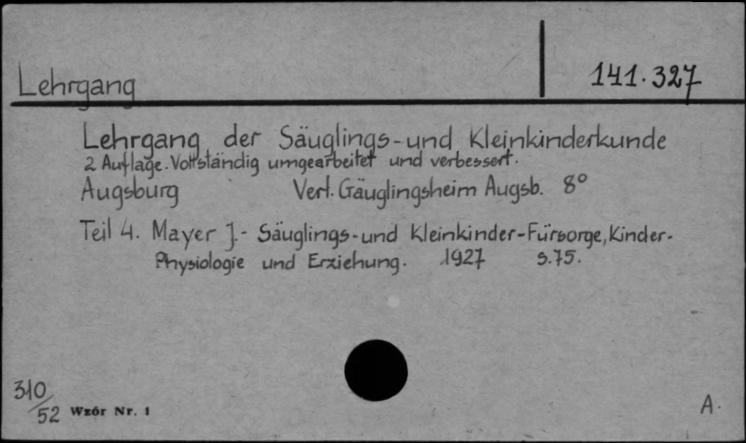 Lehrgang
141.327
Lehrgang der Säuglings-und Kleinkinderkunde
2 Auflage. Vollständig umgearbeitet und verbessert.
Augsburg Verl. Gäuglingsheim Augsb. 8°
Teil 4. Mayer J.- Säuglings-und Kleinkinder-Fürsorge, Kinder-
Physiologie und Erziehung. 1927 S.75.
310/52 Wzór Nr. 1
A.